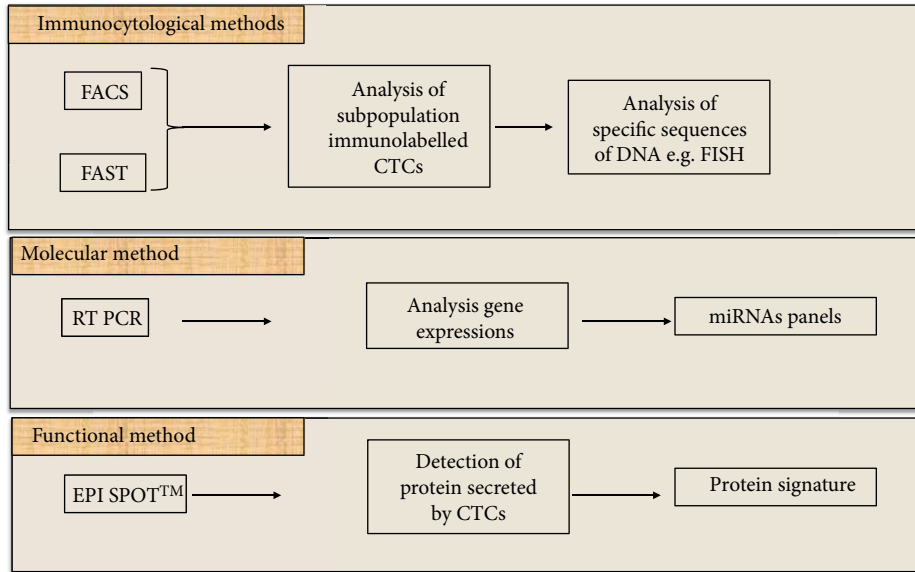 Immunocytological methods
FACS
FAST
Analysis of
subpopulation
immunolabelled
CTCs
Analysis of
specific sequences
of DNA e.g. FISH
Molecular method
RT PCR
Analysis gene
expressions
miRNAs panels
Functional method
EPI SPOT™
Detection of
protein secreted
by CTCs
Protein signature